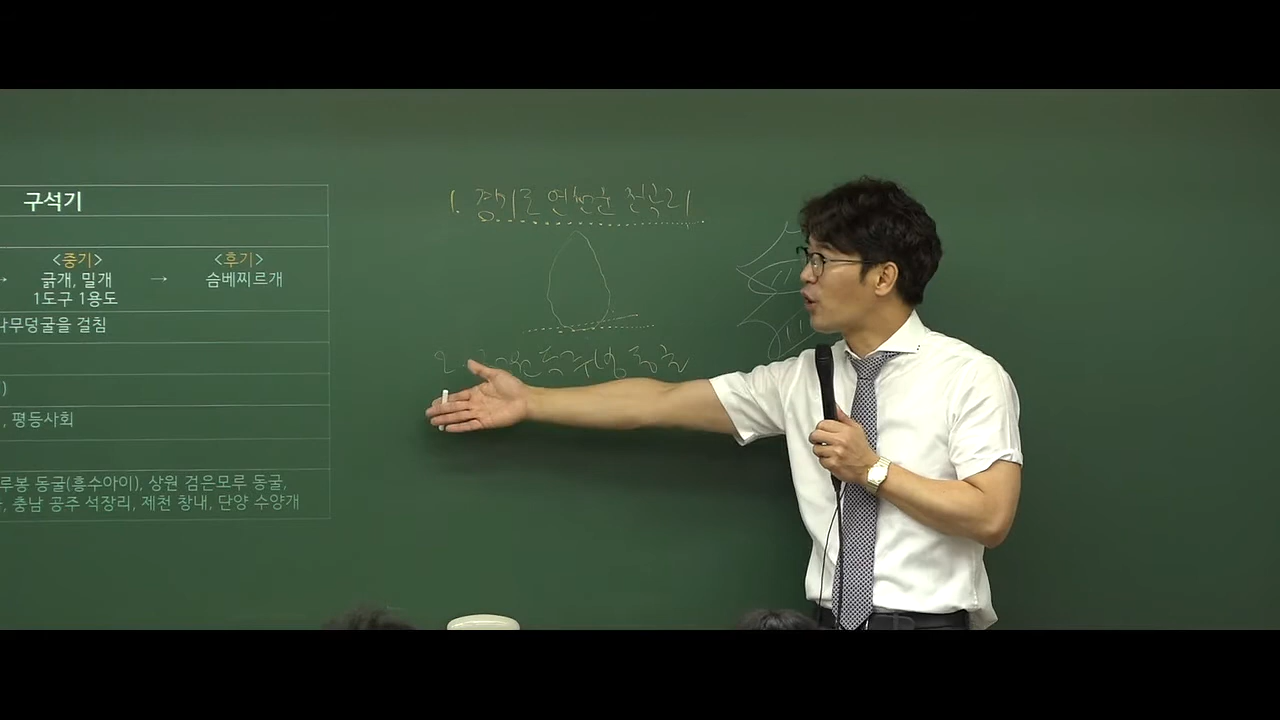 구석기
<중기>
<후기>
→ 긁개, 밀개 → 슴베찌르개
1도구 1용도
나무덩굴을 걸침
)
, 평등사회
루봉 동굴(흥수아이), 상원 검은모루 동굴,
, 충남 공주 석장리, 제천 창내, 단양 수양개
1. 경기도 연천군 전곡리
2.